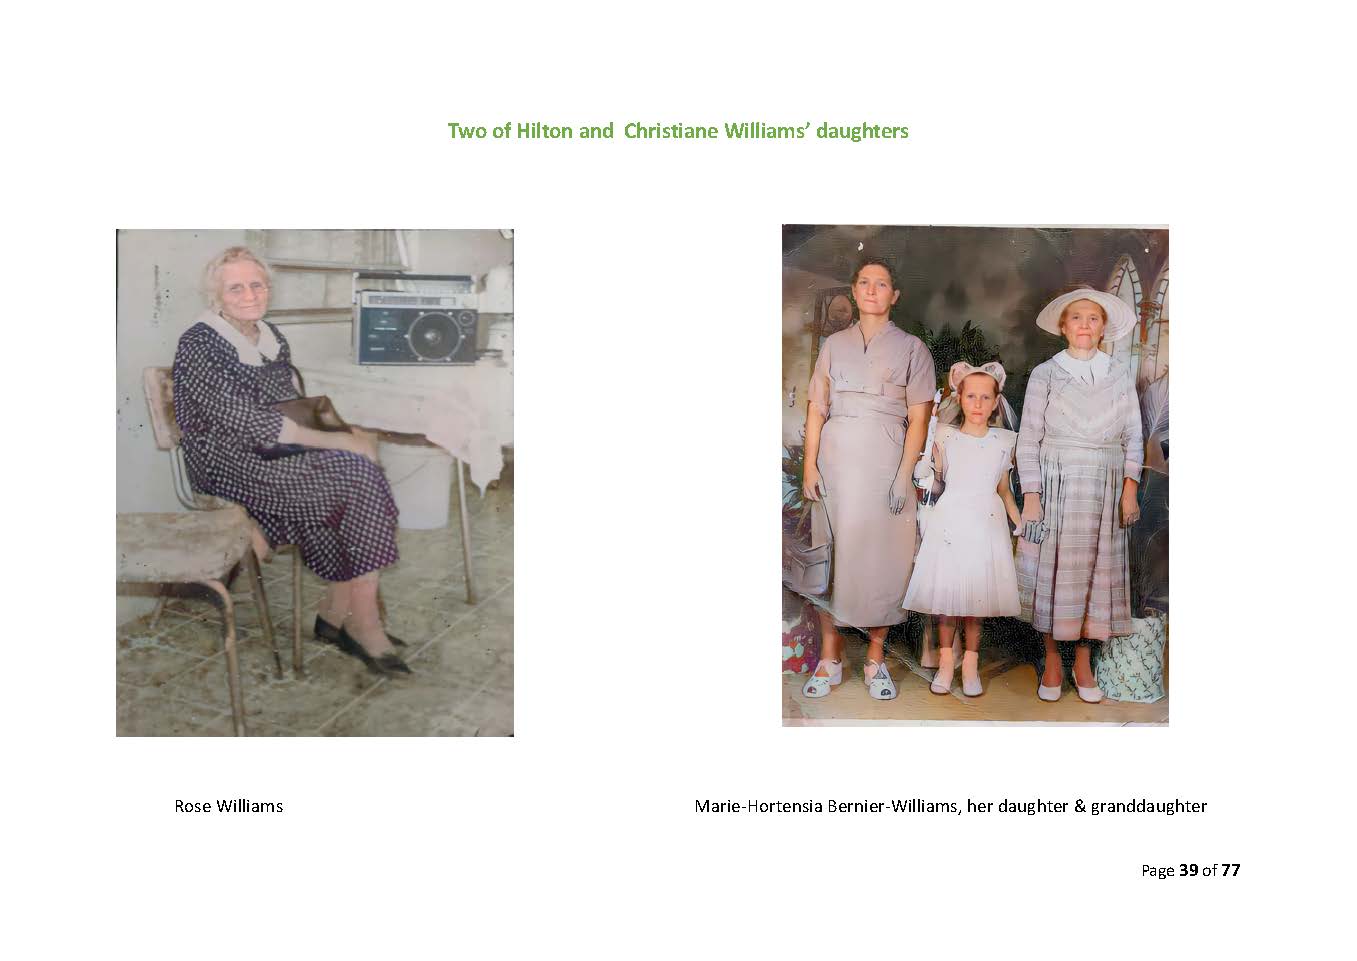 Two of Hilton and Christiane Williams’ daughters
Rose Williams
Marie-Hortensia Bernier-Williams, her daughter & granddaughter
Page 39 of 77